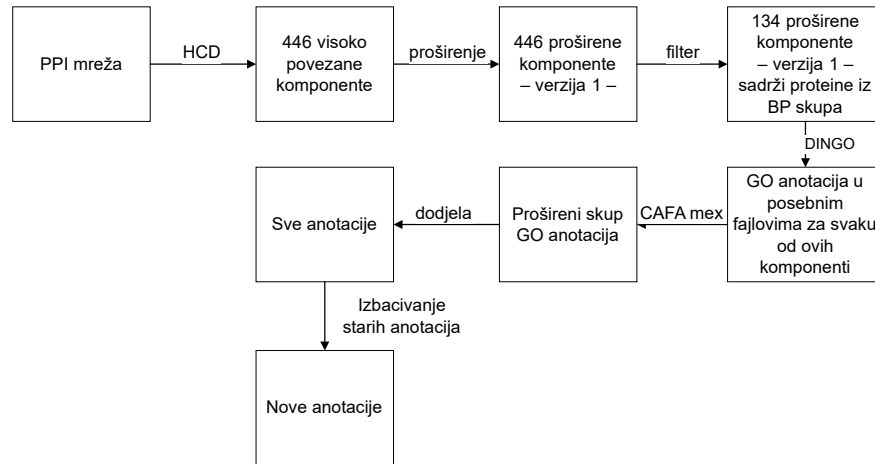 PPI mreža
HCD
446 visoko
povezane
komponente
proširenje
446 proširene
komponente
– verzija 1 –
filter
134 proširene
komponente
– verzija 1 –
sadrži proteine iz
BP skupa
DINGO
GO anotacija u
posebnim
fajlovima za svaku
od ovih
komponenti
CAFA mex
Prošireni skup
GO anotacija
dodjela
Sve anotacije
Izbacivanje
starih anotacija
Nove anotacije